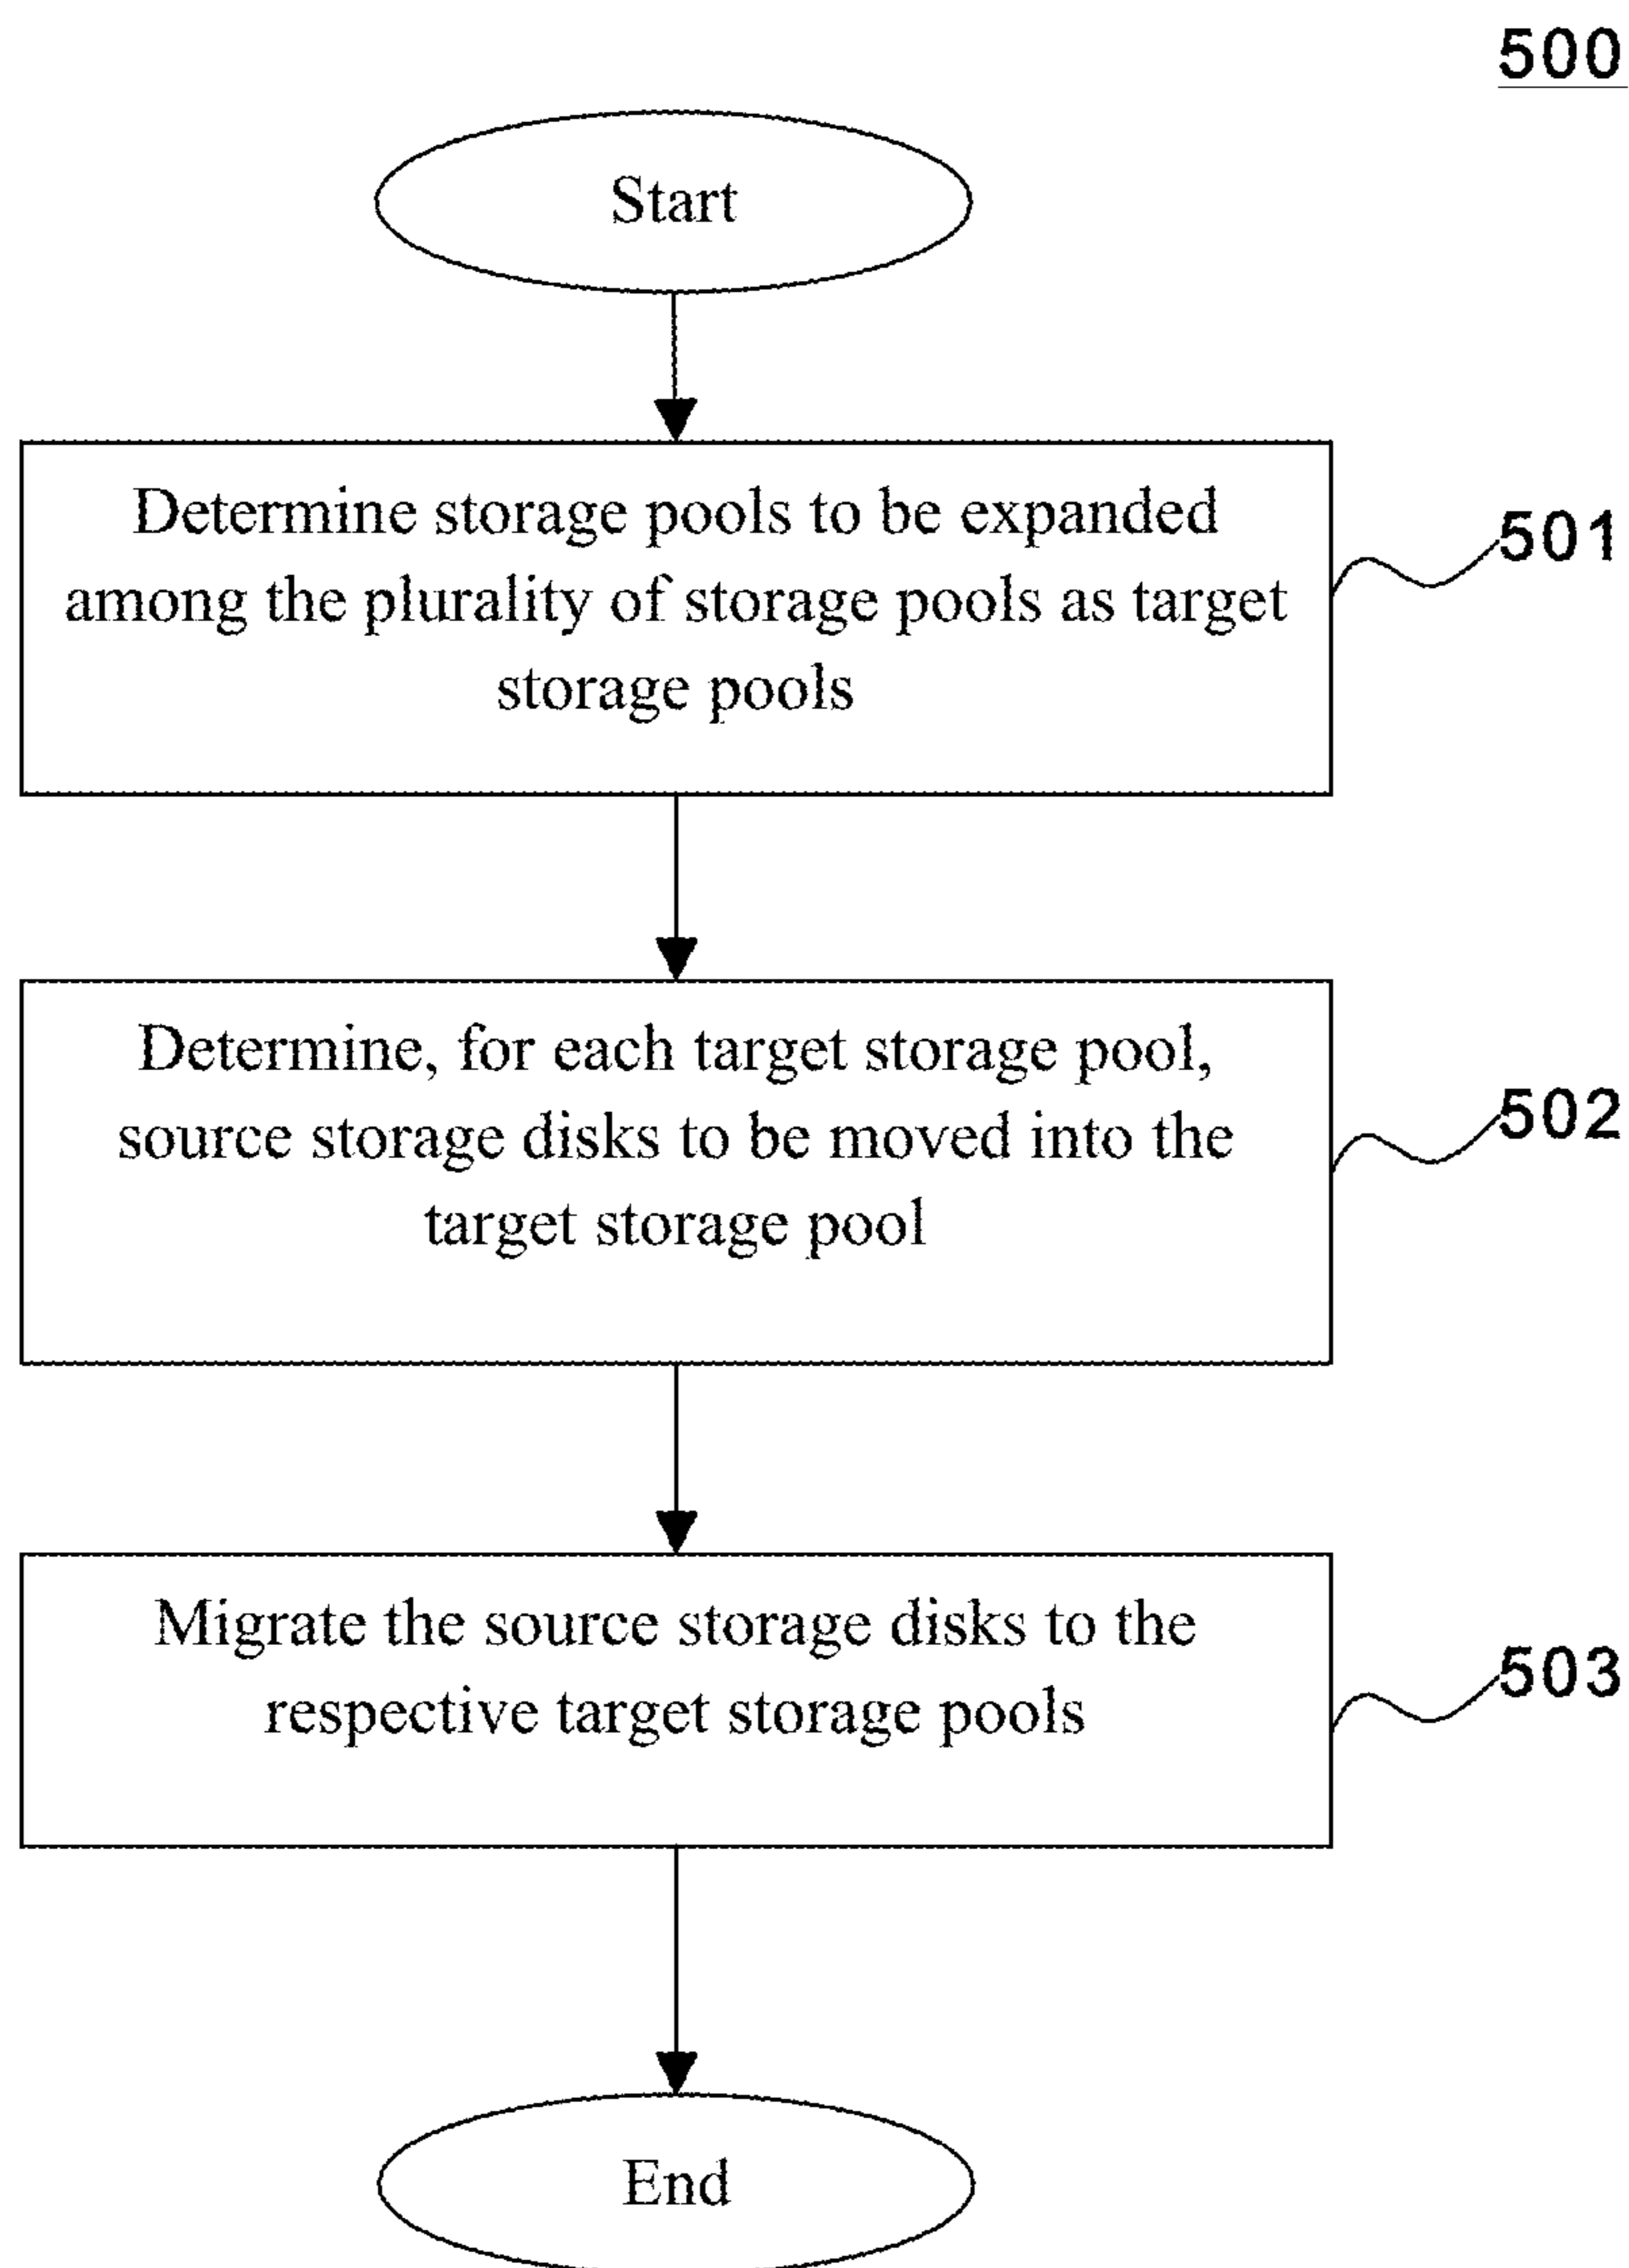 500
Start
Determine storage pools to be expanded
among the plurality of storage pools as target
storage pools
501
Determine, for each target storage pool,
source storage disks to be moved into the
target storage pool
502
Migrate the source storage disks to the
respective target storage pools
503
End